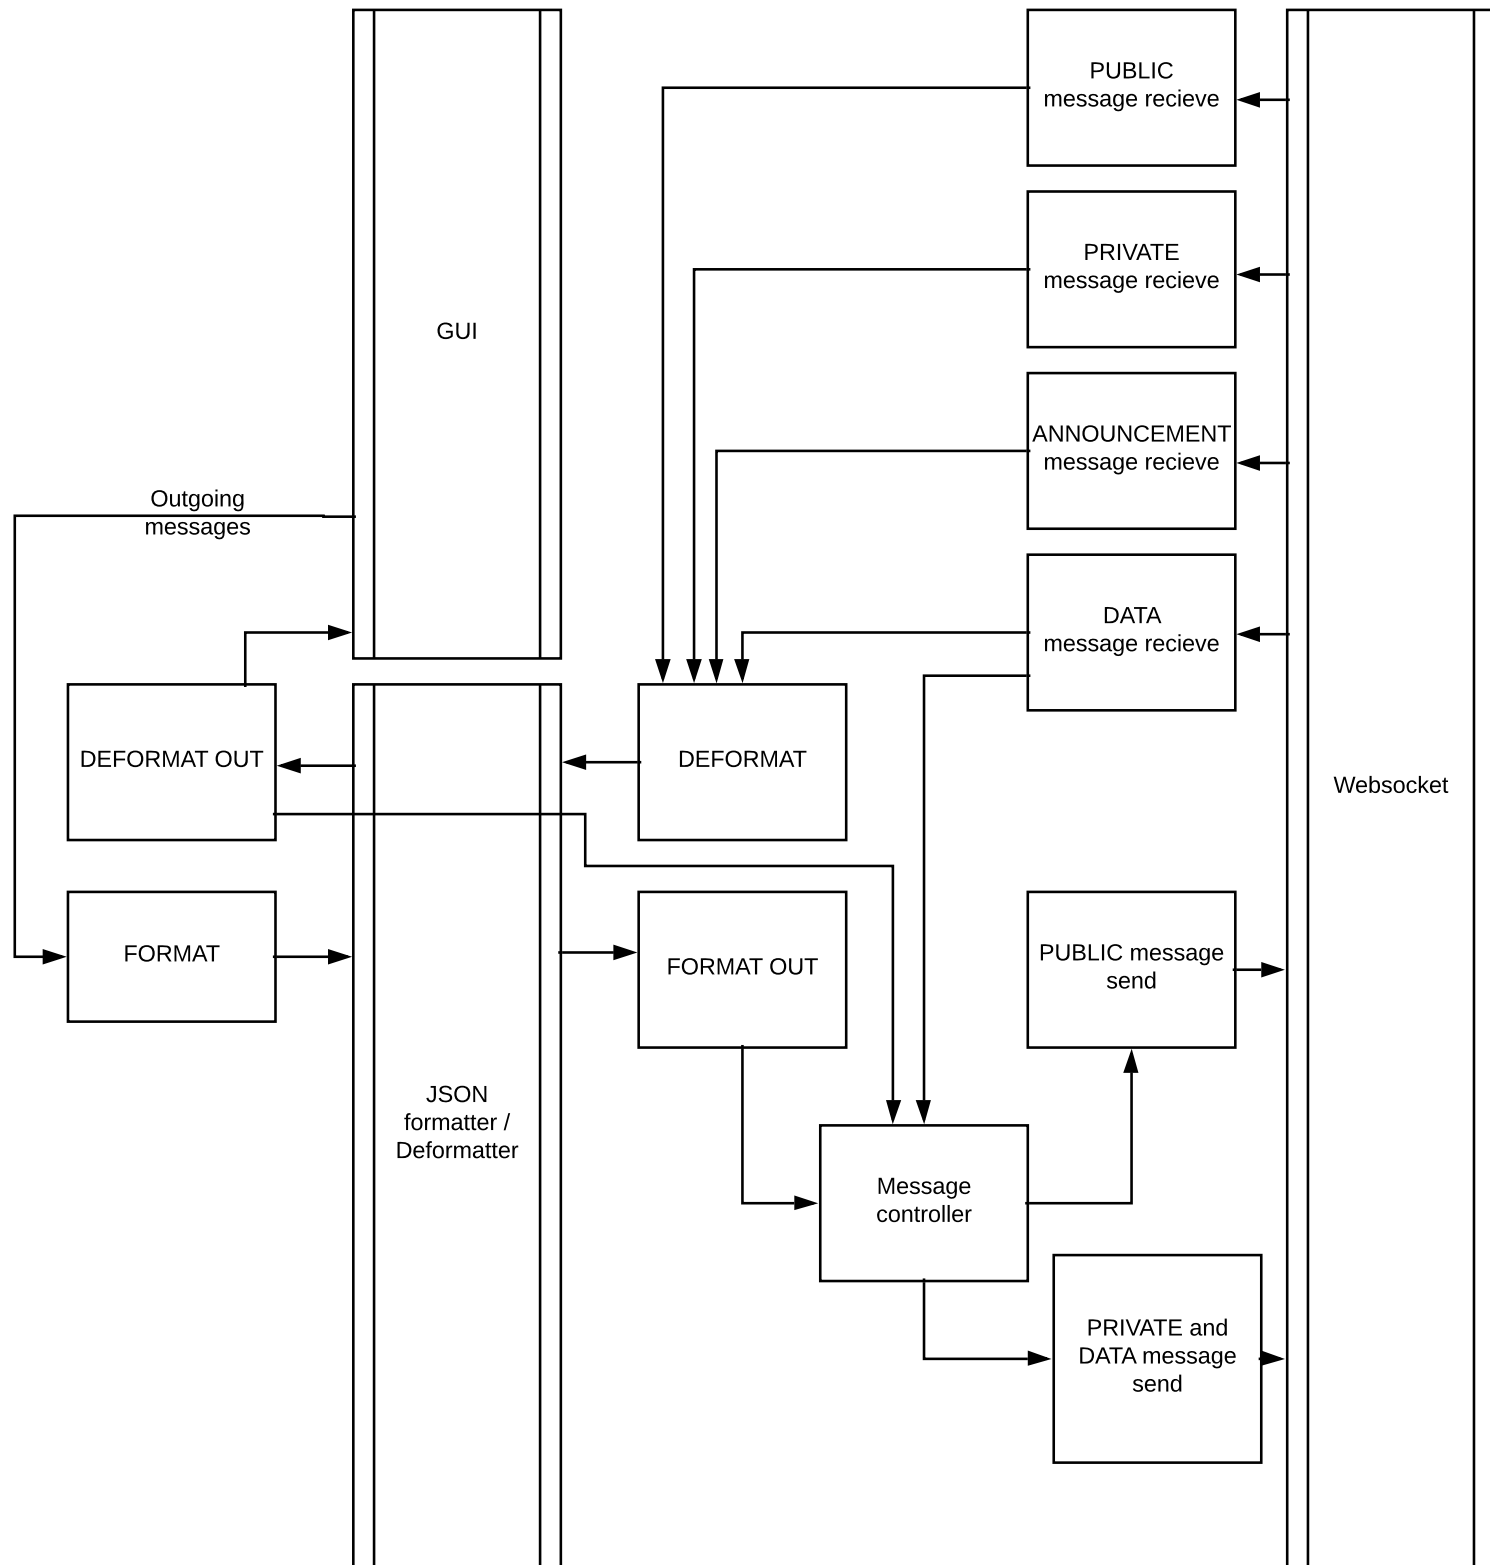 PUBLIC
message recieve
PRIVATE
message recieve
GUI
ANNOUNCEMENT
message recieve
Outgoing
messages
DATA
message recieve
DEFORMAT OUT
DEFORMAT
Websocket
FORMAT
FORMAT OUT
PUBLIC message
send
JSON
formatter /
Deformatter
Message
controller
PRIVATE and
DATA message
send